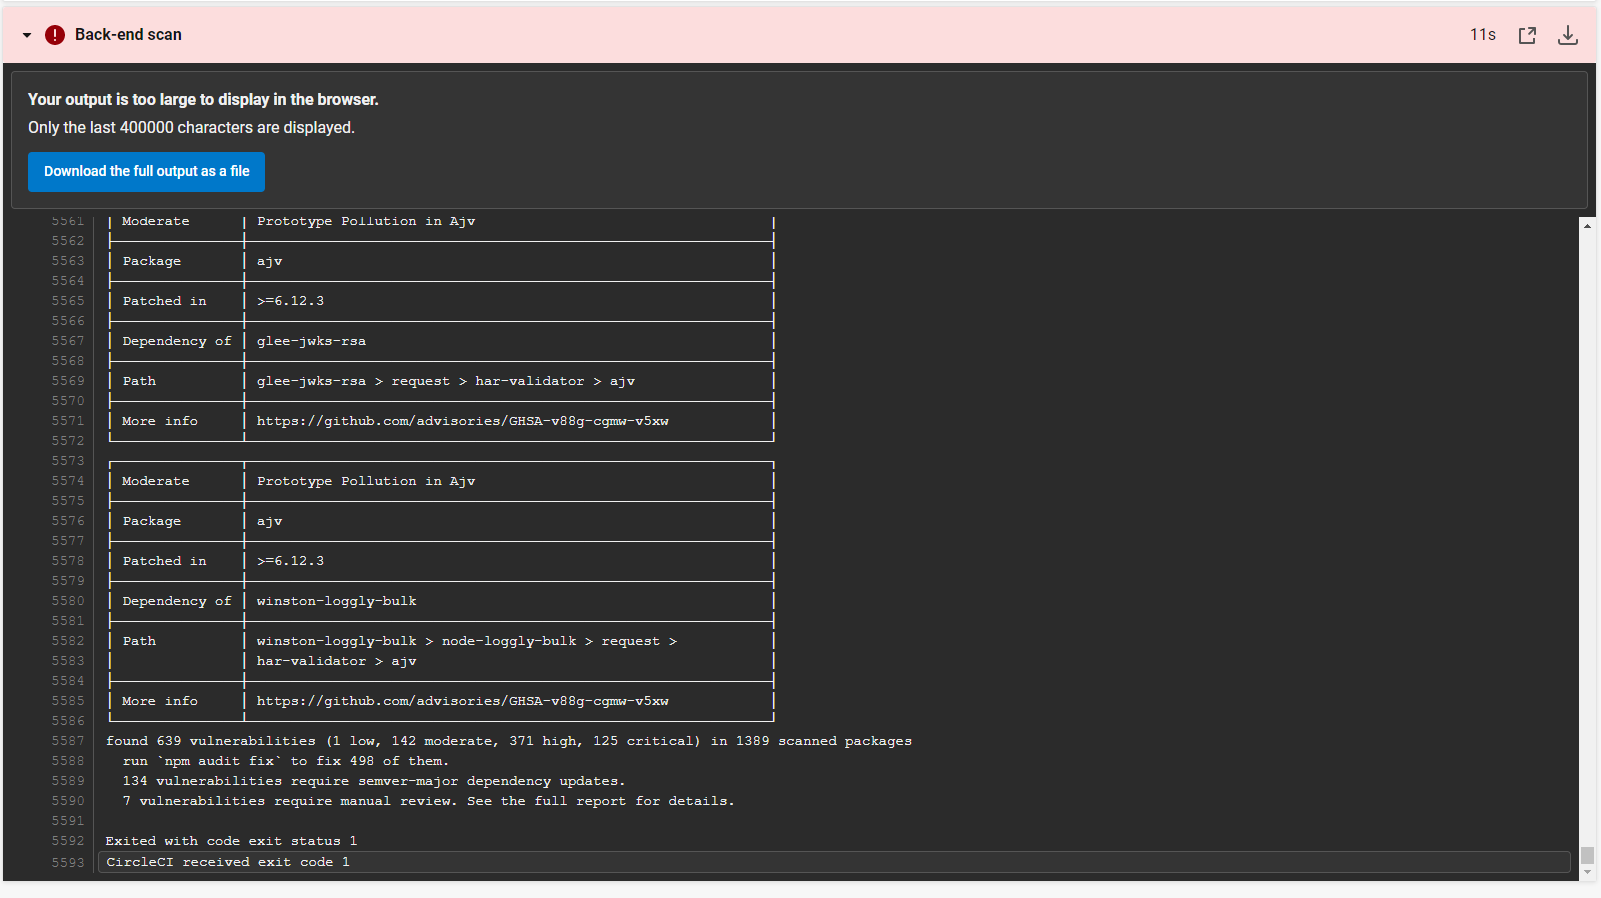 Back-end scan 11s
Your output is too large to display in the browser.
Only the last 400000 characters are displayed.
Download the full output as a file
5561 | Moderate | Prototype Pollution in Ajv |
5562
5563 | Package | ajv |
5564
5565 | Patched in | >=6.12.3 |
5566
5567 | Dependency of | glee-jwks-rsa |
5568
5569 | Path | glee-jwks-rsa > request > har-validator > ajv |
5570
5571 | More info | https://github.com/advisories/GHSA-v88g-cgmw-v5xw |
5572
5573
5574 | Moderate | Prototype Pollution in Ajv |
5575
5576 | Package | ajv |
5577
5578 | Patched in | >=6.12.3 |
5579
5580 | Dependency of | winston-loggly-bulk |
5581
5582 | Path | winston-loggly-bulk > node-loggly-bulk > request > |
5583 | | har-validator > ajv |
5584
5585 | More info | https://github.com/advisories/GHSA-v88g-cgmw-v5xw |
5586
5587 found 639 vulnerabilities (1 low, 142 moderate, 371 high, 125 critical) in 1389 scanned packages
5588 run `npm audit fix` to fix 498 of them.
5589 134 vulnerabilities require semver-major dependency updates.
5590 7 vulnerabilities require manual review. See the full report for details.
5591
5592 Exited with code exit status 1
5593 CircleCI received exit code 1